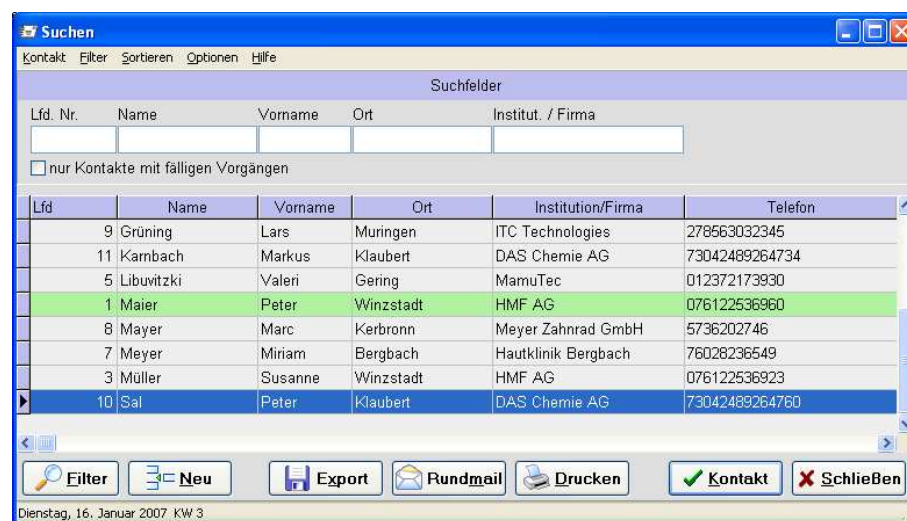 Suchen
Kontakt Filter Sortieren Optionen Hilfe
Suchfelder
Lfd. Nr. Name Vorname Ort Institut. / Firma
nur Kontakte mit fälligen Vorgängen
Lfd Name Vorname Ort Institution/Firma Telefon
9 Grüning Lars Muringen ITC Technologies 278563032345
11 Karnbach Markus Klaubert DAS Chemie AG 73042489264734
5 Libuvitzki Valeri Gering MamuTec 012372173930
1 Maier Peter Winzstadt HMF AG 076122536960
8 Mayer Marc Kerbronn Meyer Zahnrad GmbH 5736202746
7 Meyer Miriam Bergbach Hautklinik Bergbach 76028236549
3 Müller Susanne Winzstadt HMF AG 076122536923
10 Sal Peter Klaubert DAS Chemie AG 73042489264760
Filter Neu Export Rundmail Drucken Kontakt Schließen
Dienstag, 16. Januar 2007 KW 3